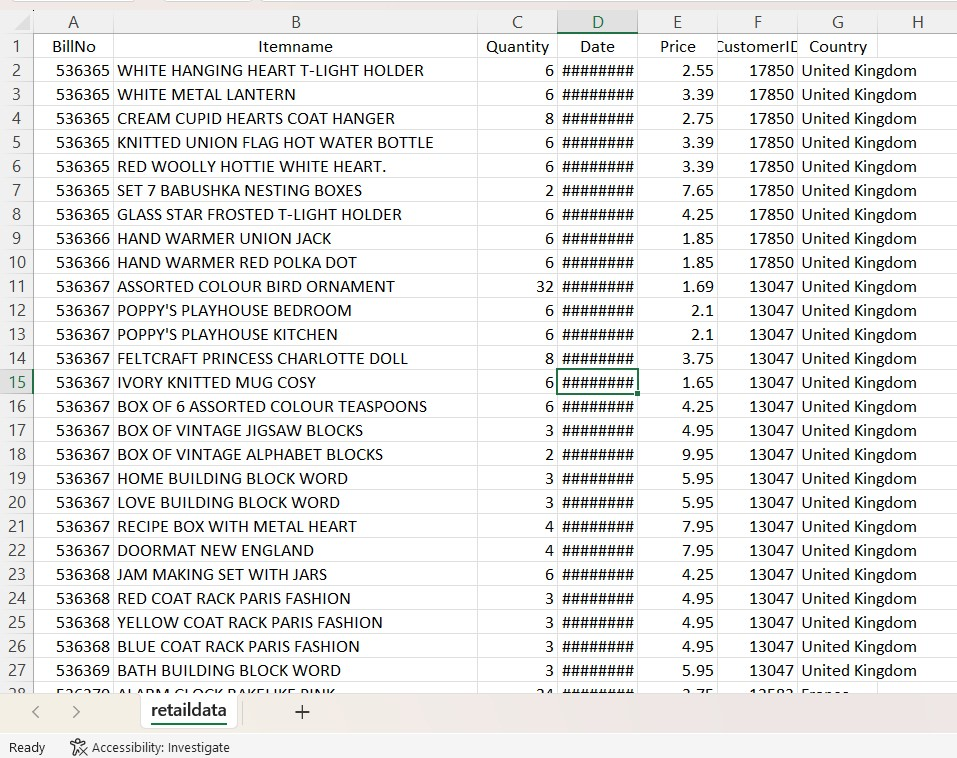 A B C D E F G H
1 BillNo Itemname Quantity Date Price CustomerID Country
2 536365 WHITE HANGING HEART T-LIGHT HOLDER 6 ######## 2.55 17850 United Kingdom
3 536365 WHITE METAL LANTERN 6 ######## 3.39 17850 United Kingdom
4 536365 CREAM CUPID HEARTS COAT HANGER 8 ######## 2.75 17850 United Kingdom
5 536365 KNITTED UNION FLAG HOT WATER BOTTLE 6 ######## 3.39 17850 United Kingdom
6 536365 RED WOOLLY HOTTIE WHITE HEART. 6 ######## 3.39 17850 United Kingdom
7 536365 SET 7 BABUSHKA NESTING BOXES 2 ######## 7.65 17850 United Kingdom
8 536365 GLASS STAR FROSTED T-LIGHT HOLDER 6 ######## 4.25 17850 United Kingdom
9 536366 HAND WARMER UNION JACK 6 ######## 1.85 17850 United Kingdom
10 536366 HAND WARMER RED POLKA DOT 6 ######## 1.85 17850 United Kingdom
11 536367 ASSORTED COLOUR BIRD ORNAMENT 32 ######## 1.69 13047 United Kingdom
12 536367 POPPY'S PLAYHOUSE BEDROOM 6 ######## 2.1 13047 United Kingdom
13 536367 POPPY'S PLAYHOUSE KITCHEN 6 ######## 2.1 13047 United Kingdom
14 536367 FELTCRAFT PRINCESS CHARLOTTE DOLL 8 ######## 3.75 13047 United Kingdom
15 536367 IVORY KNITTED MUG COSY 6 ######## 1.65 13047 United Kingdom
16 536367 BOX OF 6 ASSORTED COLOUR TEASPOONS 6 ######## 4.25 13047 United Kingdom
17 536367 BOX OF VINTAGE JIGSAW BLOCKS 3 ######## 4.95 13047 United Kingdom
18 536367 BOX OF VINTAGE ALPHABET BLOCKS 2 ######## 9.95 13047 United Kingdom
19 536367 HOME BUILDING BLOCK WORD 3 ######## 5.95 13047 United Kingdom
20 536367 LOVE BUILDING BLOCK WORD 3 ######## 5.95 13047 United Kingdom
21 536367 RECIPE BOX WITH METAL HEART 4 ######## 7.95 13047 United Kingdom
22 536367 DOORMAT NEW ENGLAND 4 ######## 7.95 13047 United Kingdom
23 536368 JAM MAKING SET WITH JARS 6 ######## 4.25 13047 United Kingdom
24 536368 RED COAT RACK PARIS FASHION 3 ######## 4.95 13047 United Kingdom
25 536368 YELLOW COAT RACK PARIS FASHION 3 ######## 4.95 13047 United Kingdom
26 536368 BLUE COAT RACK PARIS FASHION 3 ######## 4.95 13047 United Kingdom
27 536369 BATH BUILDING BLOCK WORD 3 ######## 5.95 13047 United Kingdom
retaildata
Ready Accessibility: Investigate